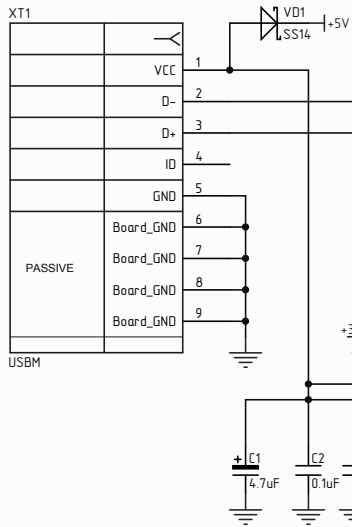 XT1
VD1
SS14
+5V
VCC 1
D- 2
D+ 3
ID 4
GND 5
Board_GND 6
Board_GND 7
PASSIVE
Board_GND 8
Board_GND 9
USBM
+3
+ C1
4.7uF
C2
0.1uF